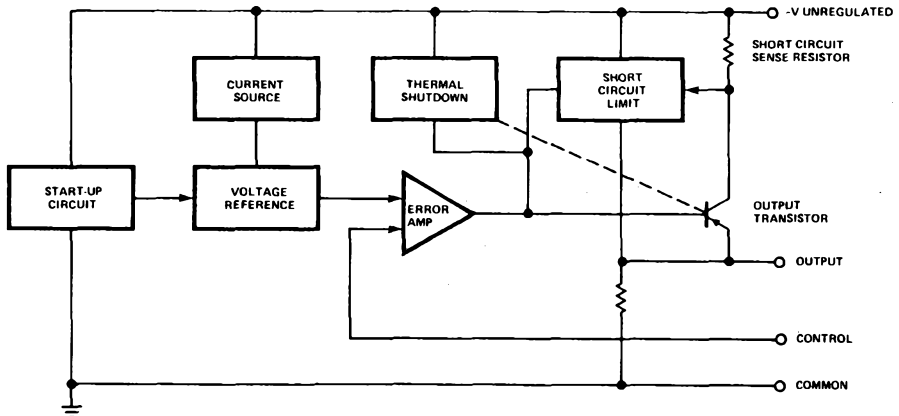 -V UNREGULATED
SHORT CIRCUIT
SENSE RESISTOR
CURRENT
SOURCE
THERMAL
SHUTDOWN
SHORT
CIRCUIT
LIMIT
START-UP
CIRCUIT
VOLTAGE
REFERENCE
ERROR
AMP
OUTPUT
TRANSISTOR
OUTPUT
CONTROL
COMMON